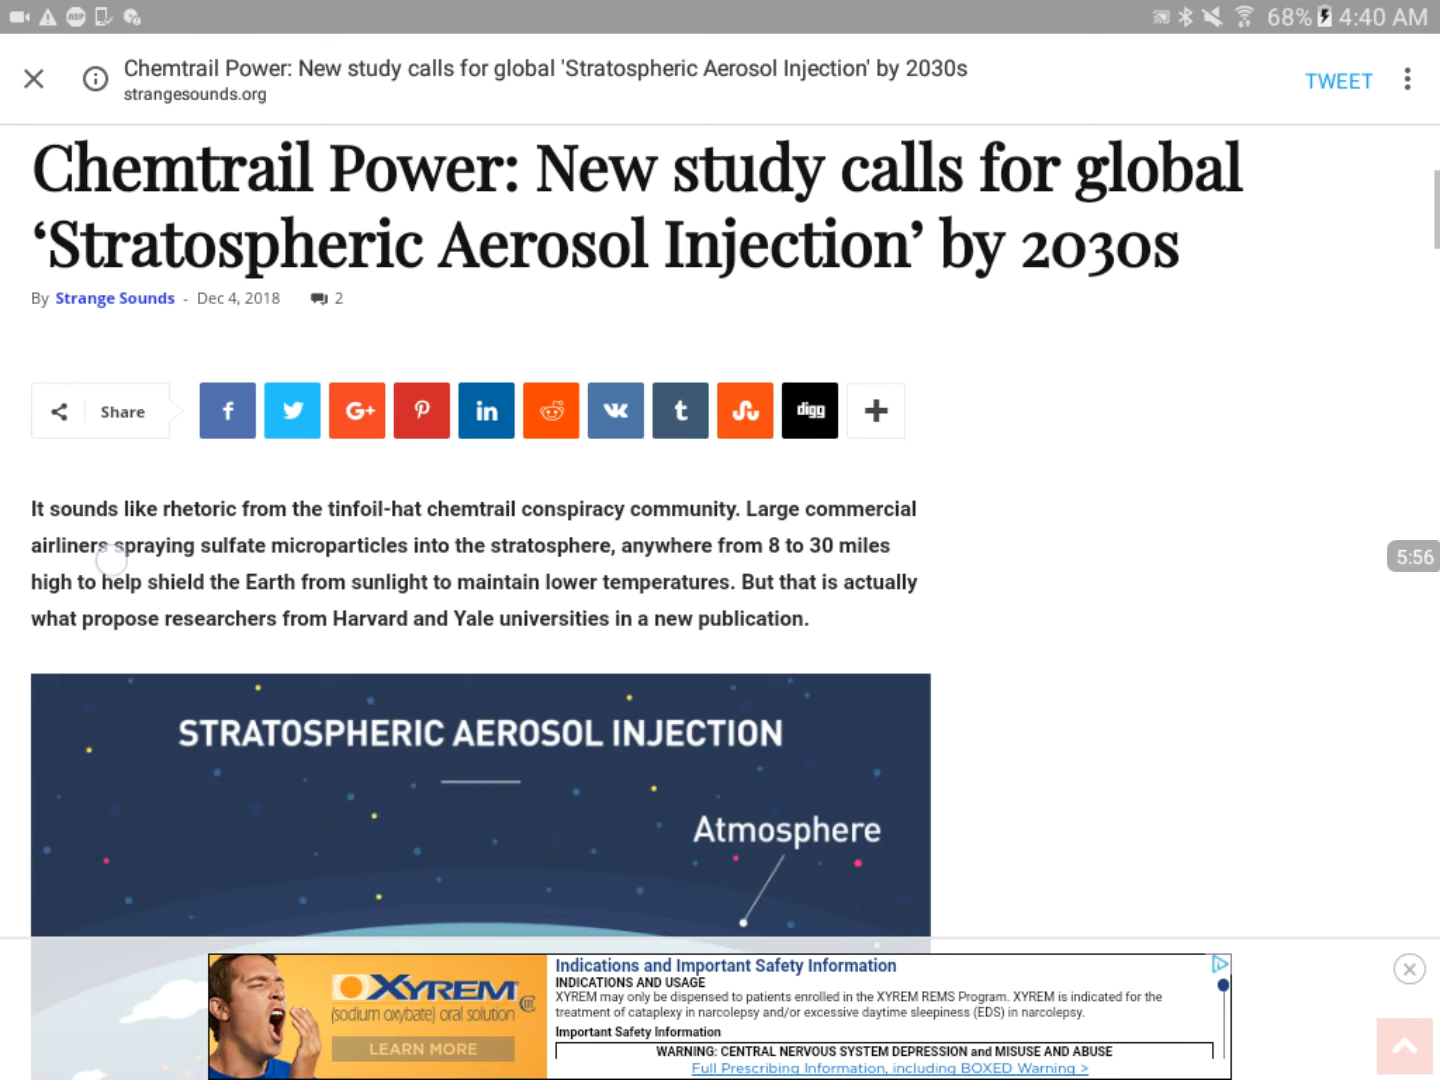 68% 4:40 AM
Chemtrail Power: New study calls for global 'Stratospheric Aerosol Injection' by 2030s
strangesounds.org
TWEET
Chemtrail Power: New study calls for global
‘Stratospheric Aerosol Injection’ by 2030s
By Strange Sounds - Dec 4, 2018 2
Share
f
G+
in
t
digg
It sounds like rhetoric from the tinfoil-hat chemtrail conspiracy community. Large commercial
airliners spraying sulfate microparticles into the stratosphere, anywhere from 8 to 30 miles
high to help shield the Earth from sunlight to maintain lower temperatures. But that is actually
what propose researchers from Harvard and Yale universities in a new publication.
5:56
STRATOSPHERIC AEROSOL INJECTION
Atmosphere
XYREM
(sodium oxybate) oral solution
LEARN MORE
Indications and Important Safety Information
INDICATIONS AND USAGE
XYREM may only be dispensed to patients enrolled in the XYREM REMS Program. XYREM is indicated for the
treatment of cataplexy in narcolepsy and/or excessive daytime sleepiness (EDS) in narcolepsy.
Important Safety Information
WARNING: CENTRAL NERVOUS SYSTEM DEPRESSION and MISUSE AND ABUSE
Full Prescribing Information, including BOXED Warning >